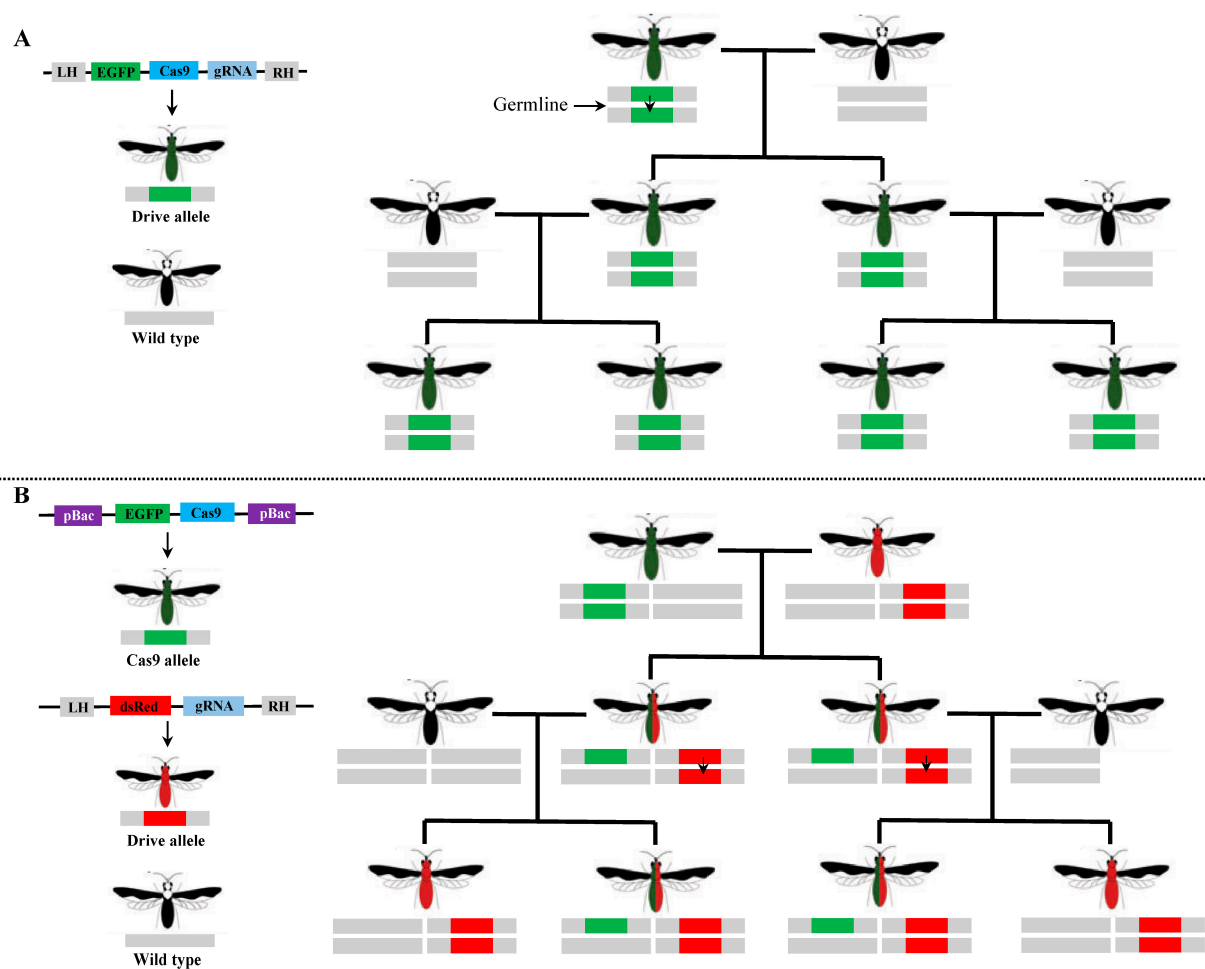 A
LH EGFP Cas9 gRNA RH
Germline
Drive allele
Wild type
B
pBac EGFP Cas9 pBac
Cas9 allele
LH dsRed gRNA RH
Drive allele
Wild type